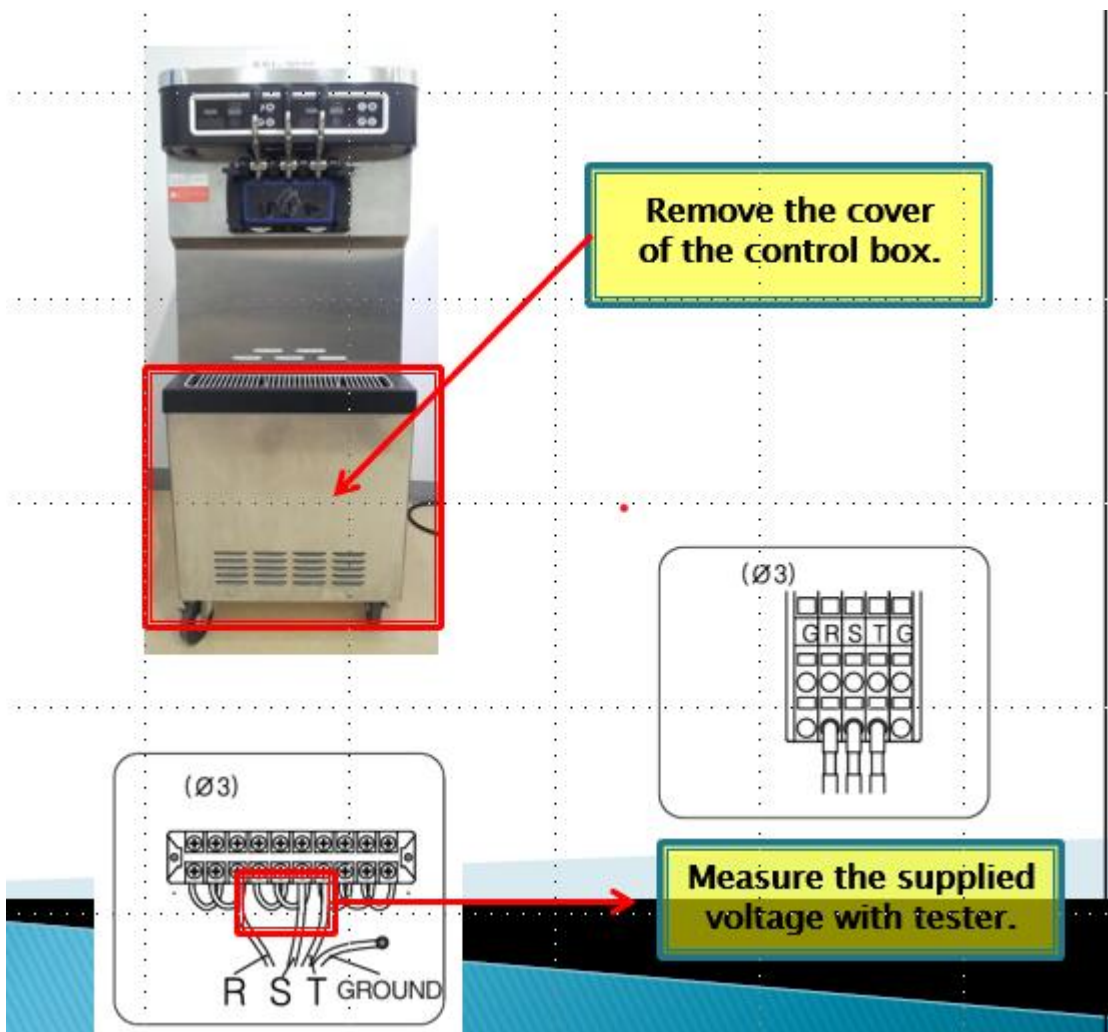 Remove the cover
of the control box.
(Ø3)
G R S T G
(Ø3)
R S T GROUND
Measure the supplied
voltage with tester.